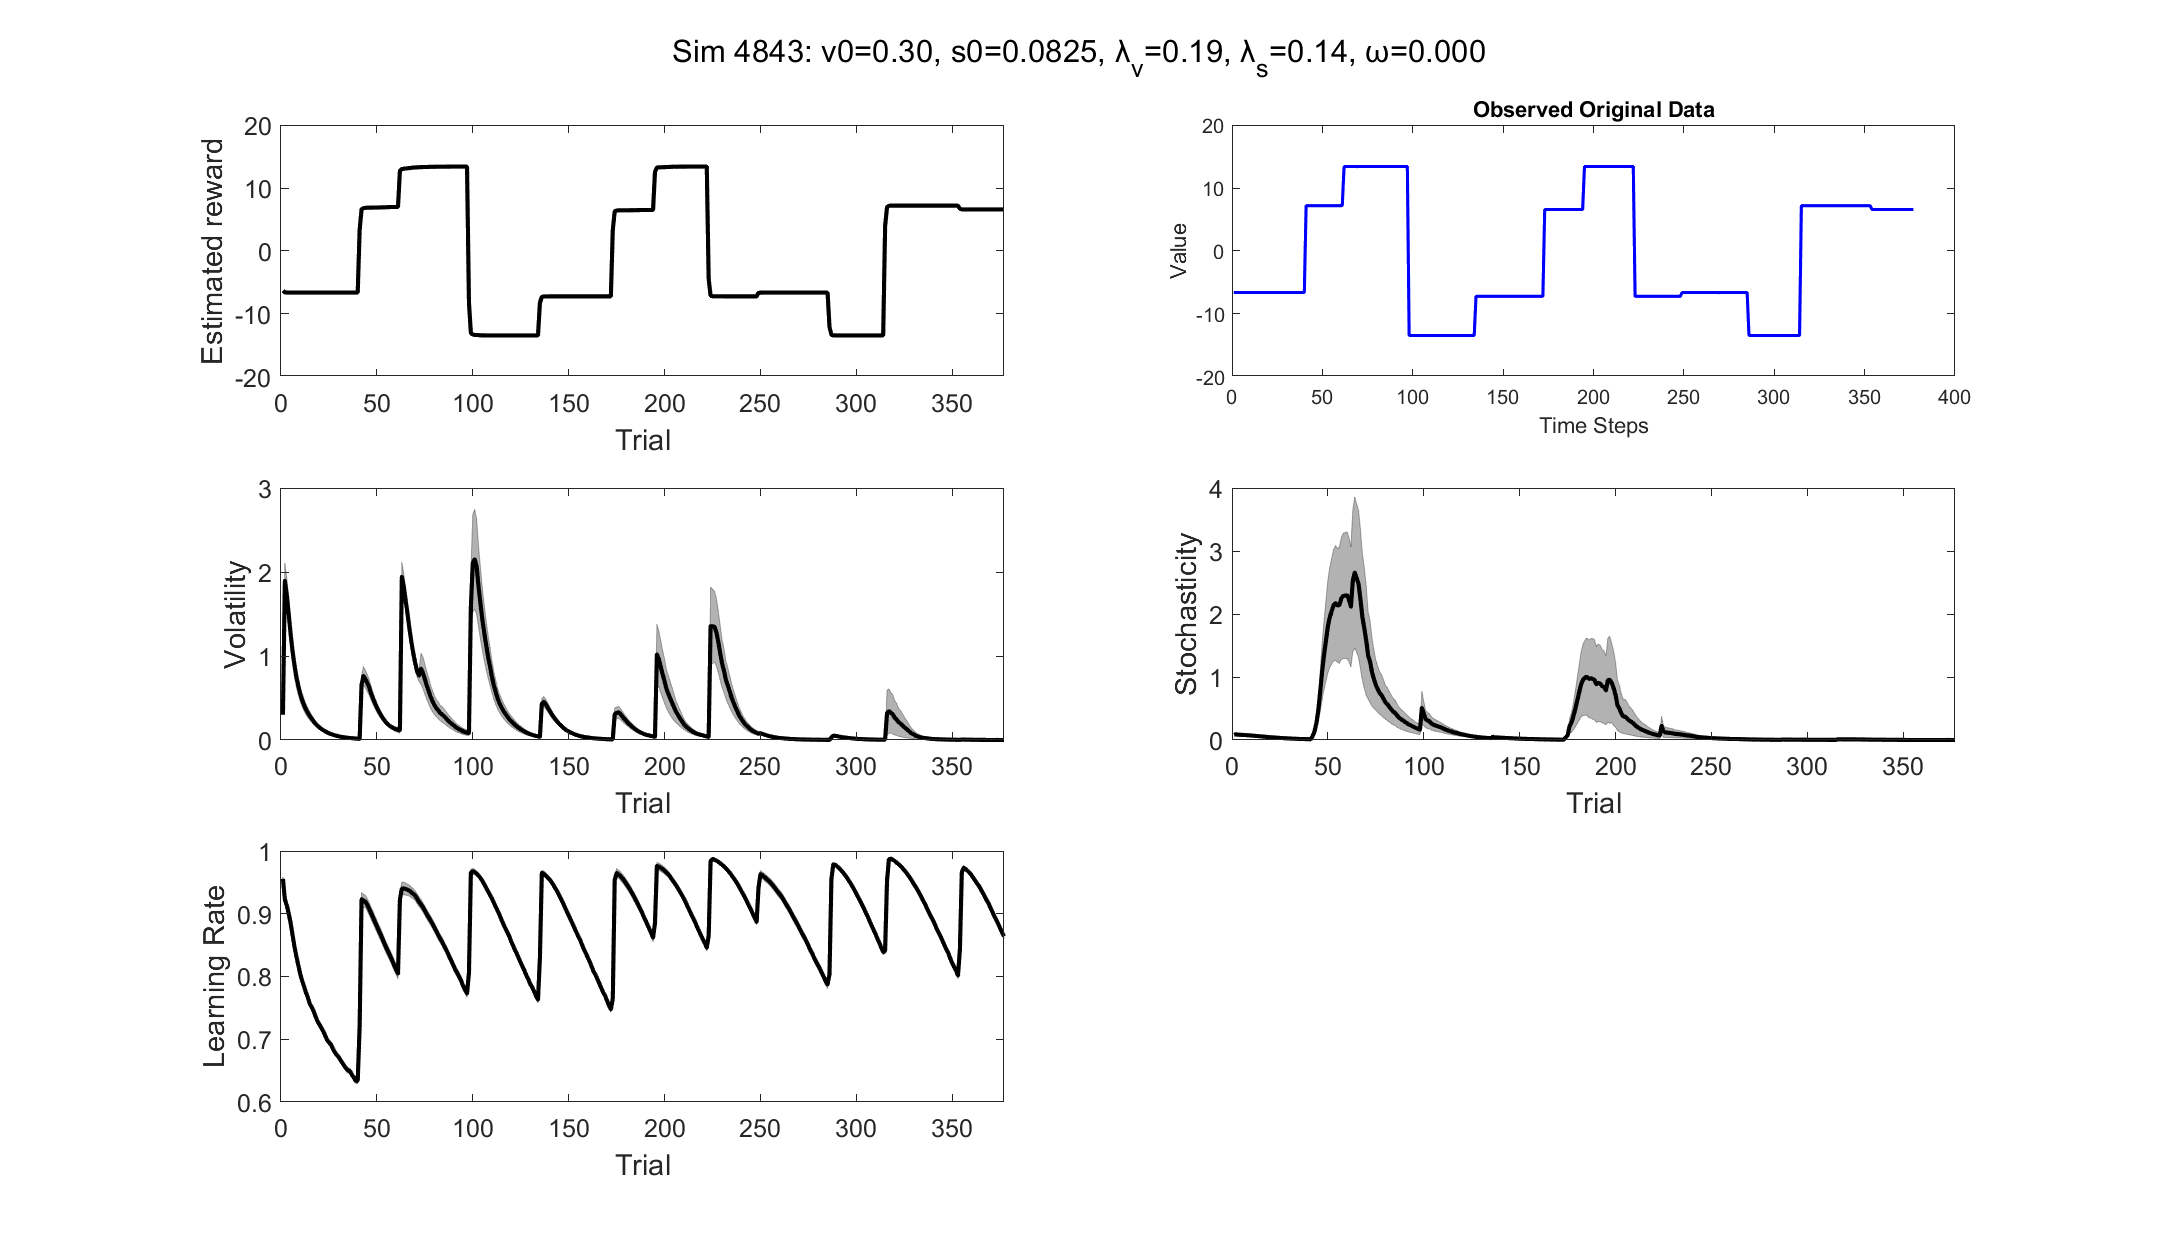 Sim 4843: v0=0.30, s0=0.0825, λv=0.19, λs=0.14, ω=0.000
20
10
0
-10
-20
Estimated reward
0 50 100 150 200 250 300 350
Trial
Observed Original Data
20
10
0
-10
-20
Value
0 50 100 150 200 250 300 350 400
Time Steps
3
2
1
0
Volatility
0 50 100 150 200 250 300 350
Trial
4
3
2
1
0
Stochasticity
0 50 100 150 200 250 300 350
Trial
1
0.9
0.8
0.7
0.6
Learning Rate
0 50 100 150 200 250 300 350
Trial